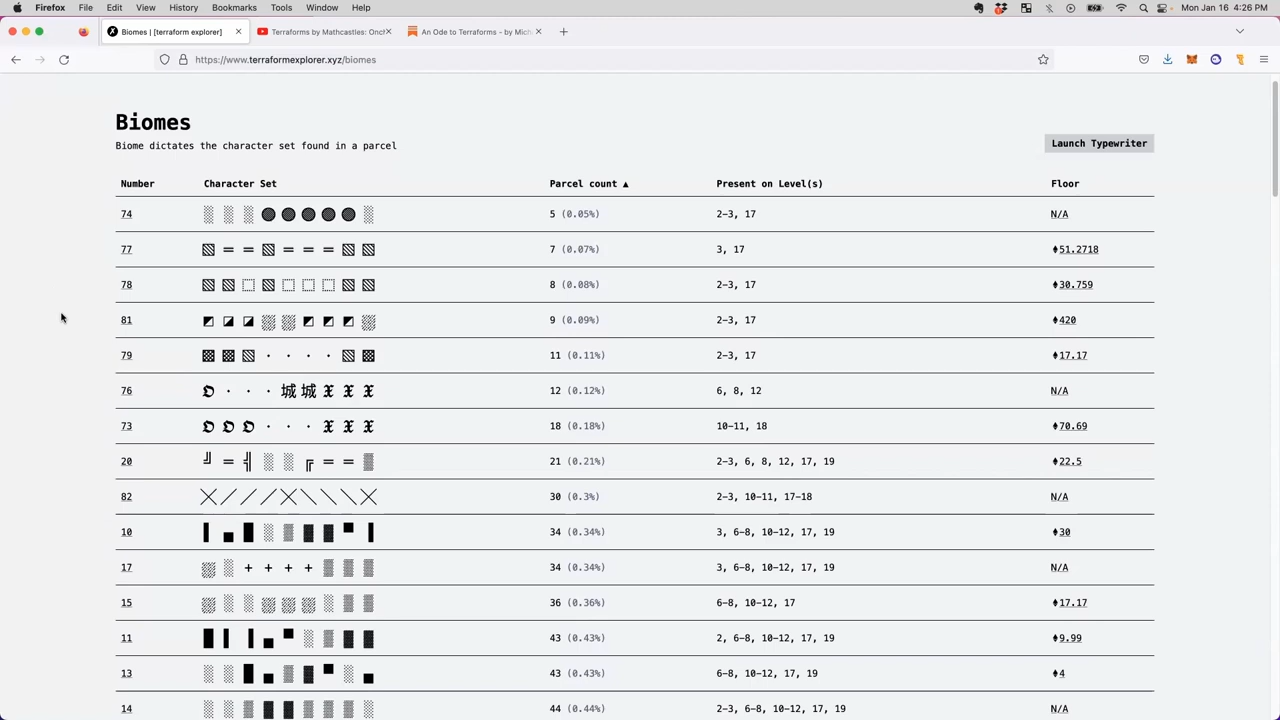 Firefox File Edit View History Bookmarks Tools Window Help Mon Jan 16 4:26 PM
Biomes | [terraform explorer] Terraforms by Mathcastles: Onch An Ode to Terraforms - by Mich
https://www.terraformexplorer.xyz/biomes
Biomes
Biome dictates the character set found in a parcel
Launch Typewriter
Number Character Set Parcel count ▲ Present on Level(s) Floor
74 ░ ░ ░ ◍ ◍ ◍ ◍ ◍ ░ 5 (0.05%) 2-3, 17 N/A
77 ▧ = = ▧ = = = ▧ ▧ 7 (0.07%) 3, 17 ♦51.2718
78 ▧ ▧ ⬚ ▧ ⬚ ⬚ ⬚ ▧ ▧ 8 (0.08%) 2-3, 17 ♦30.759
81 ◩ ◪ ◪ ▒ ▒ ◩ ◩ ◩ ▒ 9 (0.09%) 2-3, 17 ♦420
79 ▩ ▩ ▧ · · · · ▧ ▩ 11 (0.11%) 2-3, 17 ♦17.17
76 𝕺 · · · 城 城 𝖃 𝖃 𝖃 12 (0.12%) 6, 8, 12 N/A
73 𝕺 𝕺 𝕺 · · · 𝖃 𝖃 𝖃 18 (0.18%) 10-11, 18 ♦70.69
20 ╝ ═ ╣ ░ ░ ╔ ═ ═ ▒ 21 (0.21%) 2-3, 6, 8, 12, 17, 19 ♦22.5
82 ╳ ╱ ╱ ╱ ╳ ╲ ╲ ╲ ╳ 30 (0.3%) 2-3, 10-11, 17-18 N/A
10 ▌ ▄ █ ░ ▒ ▓ ▓ ▀ ▐ 34 (0.34%) 3, 6-8, 10-12, 17, 19 ♦30
17 ▒ ░ + + + + ▒ ▒ ▒ 34 (0.34%) 3, 6-8, 10-12, 17, 19 N/A
15 ▒ ░ ░ ▒ ▒ ▒ ░ ▒ ▒ 36 (0.36%) 6-8, 10-12, 17 ♦17.17
11 █ ▌ ▐ ▄ ▀ ░ ▒ ▓ ▓ 43 (0.43%) 2, 6-8, 10-12, 17, 19 ♦9.99
13 ░ ░ █ ▄ ▒ ▓ ▀ ░ ▄ 43 (0.43%) 6-8, 10-12, 17, 19 ♦4
14 ░ ▒ ▒ ▓ ▓ ▒ ▒ ▒ ░ 44 (0.44%) 2-3, 6-8, 10-12, 17, 19 N/A